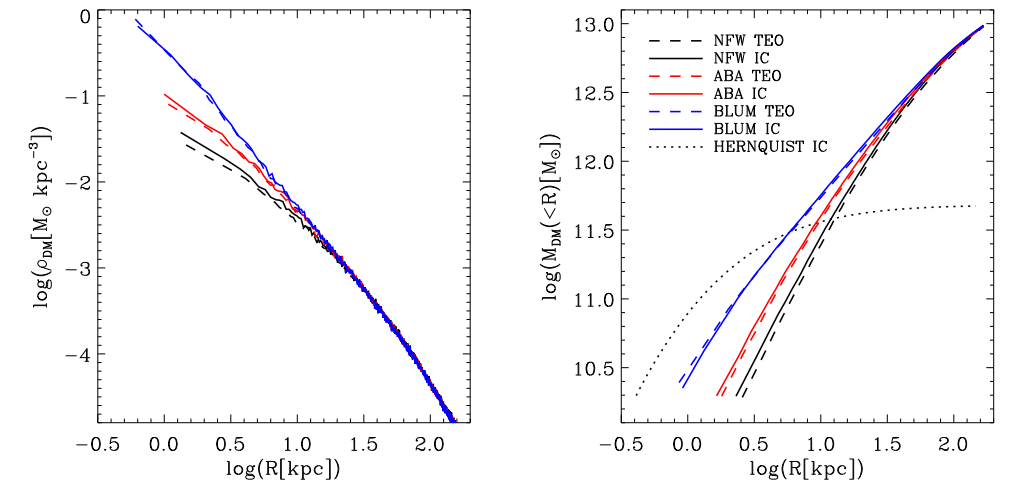 0
−1
−2
−3
−4
log(ρDM[M⊙ kpc−3])
−0.5 0.0 0.5 1.0 1.5 2.0
log(R[kpc])
13.0
12.5
12.0
11.5
11.0
10.5
log(MDM(<R)[M⊙])
NFW TEO
NFW IC
ABA TEO
ABA IC
BLUM TEO
BLUM IC
HERNQUIST IC
−0.5 0.0 0.5 1.0 1.5 2.0
log(R[kpc])